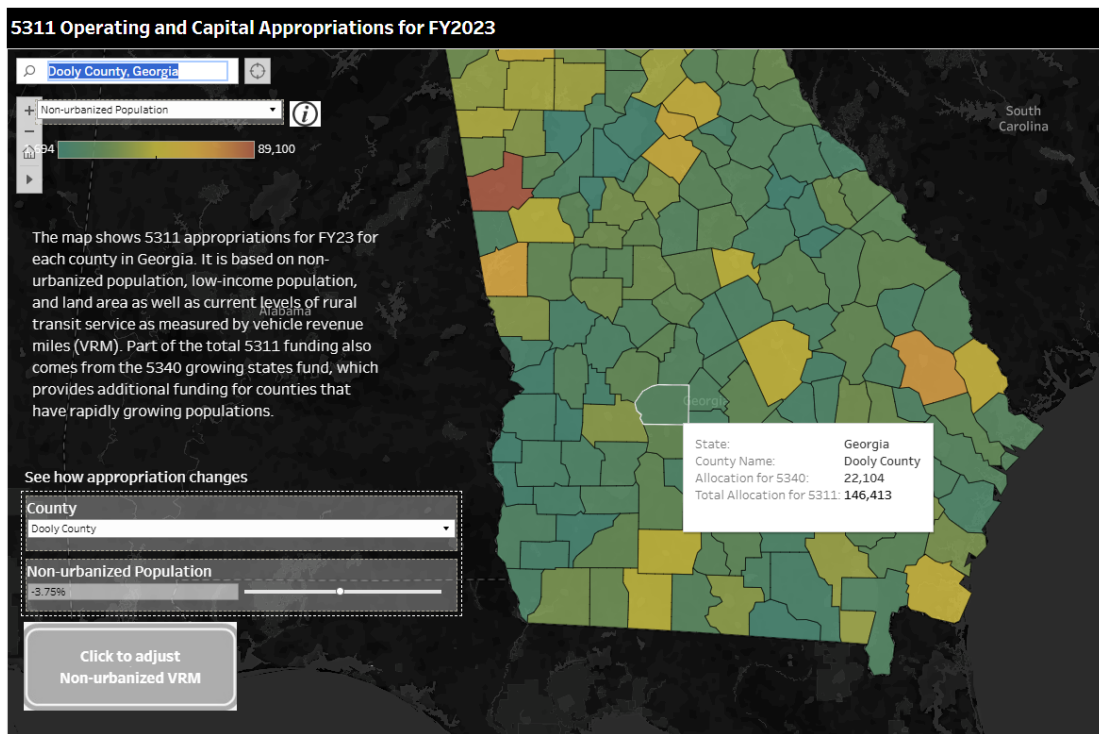 5311 Operating and Capital Appropriations for FY2023
Dooly County, Georgia
South
Carolina
Non-urbanized Population
89,100
The map shows 5311 appropriations for FY23 for
each county in Georgia. It is based on non-
urbanized population, low-income population,
and land area as well as current levels of rural
transit service as measured by vehicle revenue
miles (VRM). Part of the total 5311 funding also
comes from the 5340 growing states fund, which
provides additional funding for counties that
have rapidly growing populations.
Alabama
Georgia
State: Georgia
County Name: Dooly County
Allocation for 5340: 22,104
Total Allocation for 5311: 146,413
See how appropriation changes
County
Dooly County
Non-urbanized Population
-3.75%
Click to adjust
Non-urbanized VRM